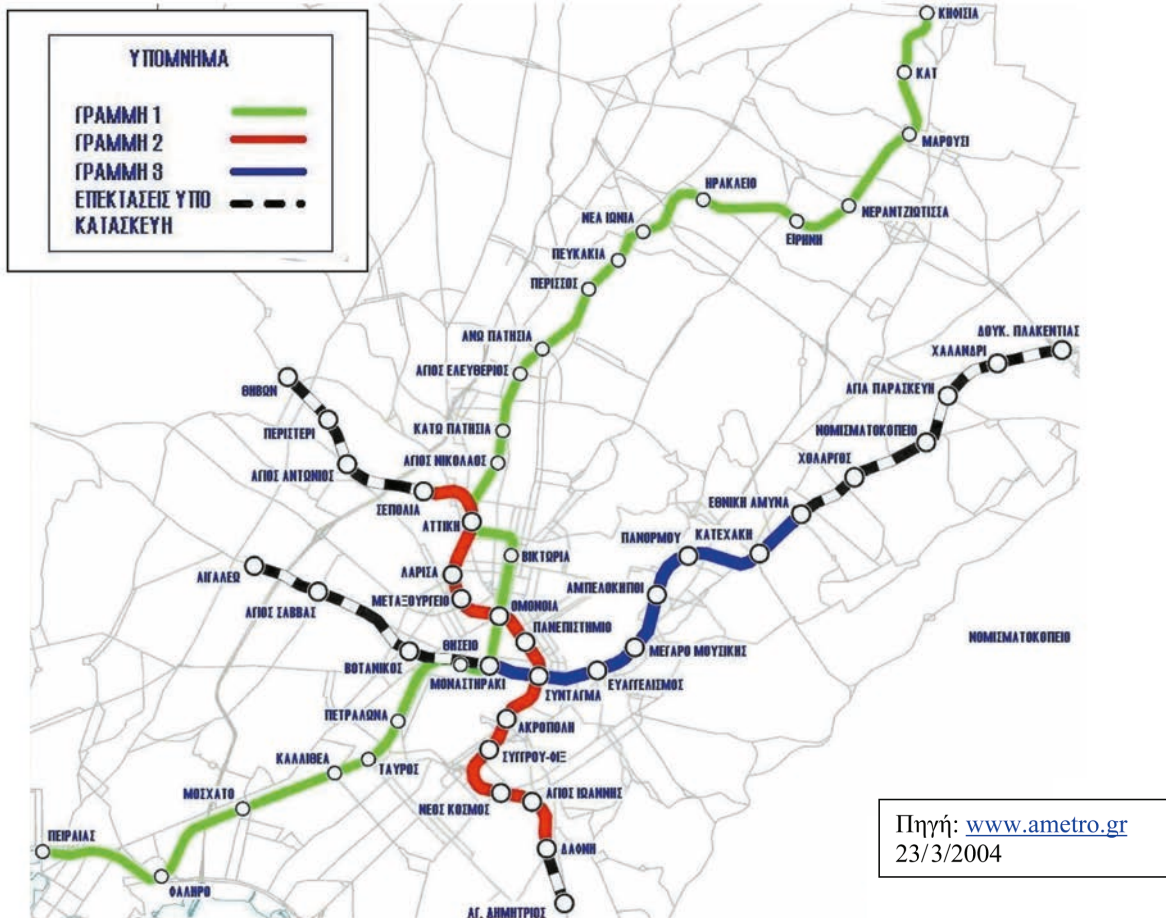 ΥΠΟΜΝΗΜΑ
ΓΡΑΜΜΗ 1
ΓΡΑΜΜΗ 2
ΓΡΑΜΜΗ 3
ΕΠΕΚΤΑΣΕΙΣ ΥΠΟ
ΚΑΤΑΣΚΕΥΗ
ΚΗΦΙΣΙΑ
ΚΑΤ
ΜΑΡΟΥΣΙ
ΗΡΑΚΛΕΙΟ
ΝΕΡΑΝΤΖΙΩΤΙΣΣΑ
ΝΕΑ ΙΩΝΙΑ
ΕΙΡΗΝΗ
ΠΕΥΚΑΚΙΑ
ΠΕΡΙΣΣΟΣ
ΔΟΥΚ. ΠΛΑΚΕΝΤΙΑΣ
ΑΝΩ ΠΑΤΗΣΙΑ
ΧΑΛΑΝΔΡΙ
ΑΓΙΟΣ ΕΛΕΥΘΕΡΙΟΣ
ΘΗΒΩΝ
ΑΓΙΑ ΠΑΡΑΣΚΕΥΗ
ΠΕΡΙΣΤΕΡΙ
ΚΑΤΩ ΠΑΤΗΣΙΑ
ΝΟΜΙΣΜΑΤΟΚΟΠΕΙΟ
ΑΓΙΟΣ ΑΝΤΩΝΙΟΣ
ΑΓΙΟΣ ΝΙΚΟΛΑΟΣ
ΧΟΛΑΡΓΟΣ
ΣΕΠΟΛΙΑ
ΕΘΝΙΚΗ ΑΜΥΝΑ
ΑΤΤΙΚΗ
ΠΑΝΟΡΜΟΥ
ΚΑΤΕΧΑΚΗ
ΒΙΚΤΩΡΙΑ
ΑΙΓΑΛΕΩ
ΛΑΡΙΣΑ
ΑΜΠΕΛΟΚΗΠΟΙ
ΜΕΤΑΞΟΥΡΓΕΙΟ
ΑΓΙΟΣ ΣΑΒΒΑΣ
ΟΜΟΝΟΙΑ
ΠΑΝΕΠΙΣΤΗΜΙΟ
ΝΟΜΙΣΜΑΤΟΚΟΠΕΙΟ
ΘΗΣΕΙΟ
ΜΕΓΑΡΟ ΜΟΥΣΙΚΗΣ
ΒΟΤΑΝΙΚΟΣ
ΜΟΝΑΣΤΗΡΑΚΙ
ΕΥΑΓΓΕΛΙΣΜΟΣ
ΣΥΝΤΑΓΜΑ
ΠΕΤΡΑΛΩΝΑ
ΑΚΡΟΠΟΛΗ
ΣΥΓΓΡΟΥ-ΦΙΞ
ΚΑΛΛΙΘΕΑ
ΤΑΥΡΟΣ
ΜΟΣΧΑΤΟ
ΝΕΟΣ ΚΟΣΜΟΣ
ΑΓΙΟΣ ΙΩΑΝΝΗΣ
ΠΕΙΡΑΙΑΣ
ΔΑΦΝΗ
ΦΑΛΗΡΟ
ΑΓ. ΔΗΜΗΤΡΙΟΣ
Πηγή: www.ametro.gr
23/3/2004